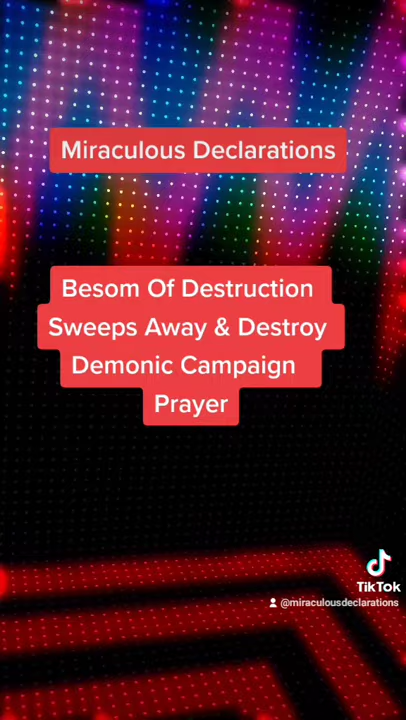 Miraculous Declarations
Besom Of Destruction
Sweeps Away & Destroy
Demonic Campaign
Prayer
TikTok
@miraculousdeclarations